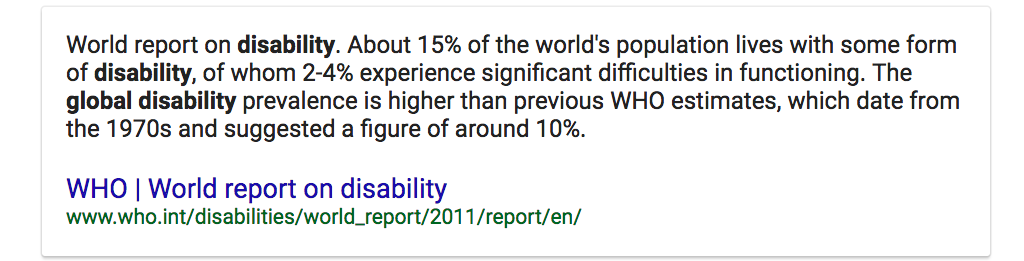 World report on disability. About 15% of the world's population lives with some form
of disability, of whom 2-4% experience significant difficulties in functioning. The
global disability prevalence is higher than previous WHO estimates, which date from
the 1970s and suggested a figure of around 10%.
WHO | World report on disability
www.who.int/disabilities/world_report/2011/report/en/